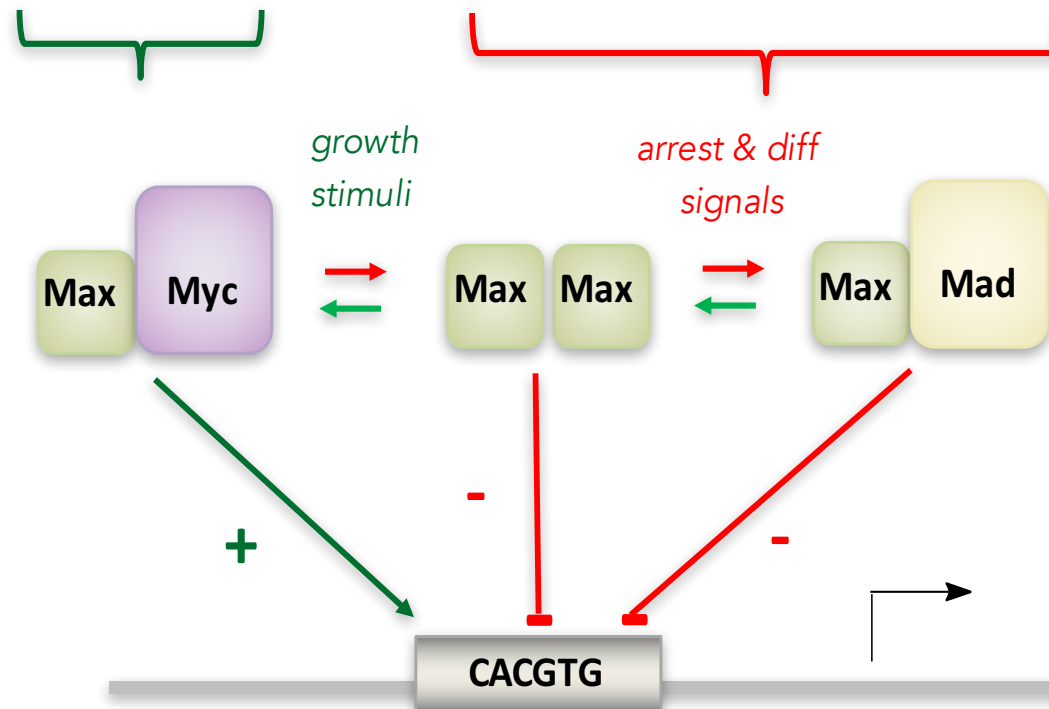 growth
stimuli
arrest & diff
signals
Max
Myc
Max
Max
Max
Mad
+
-
-
CACGTG